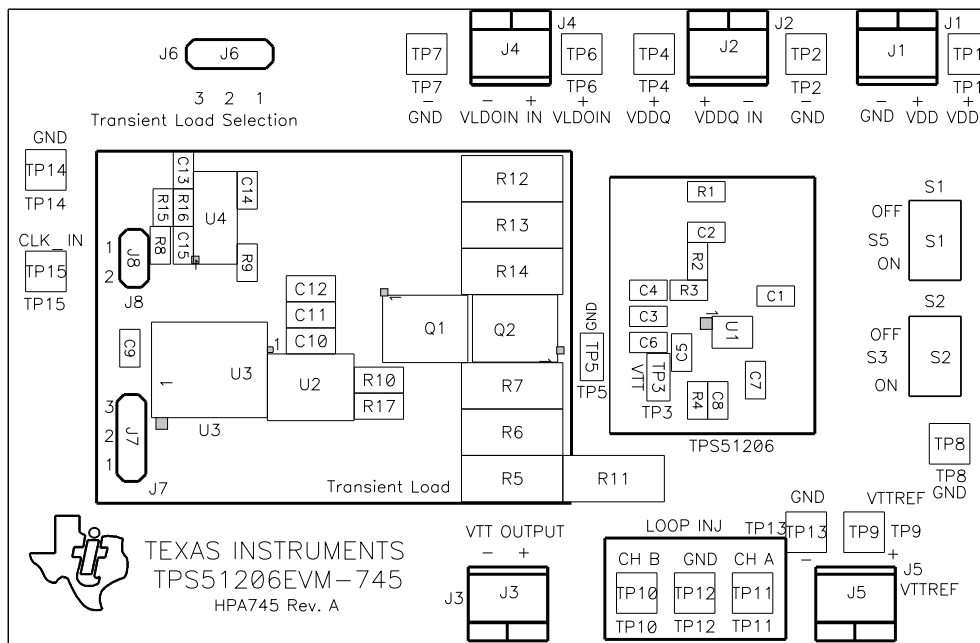 J6 J6
3 2 1
Transient Load Selection
J4
TP7 J4 TP6
TP7 TP6
− − + +
GND VLDOIN IN VLDOIN
J2
TP4 J2 TP2
TP4 TP2
+ + − −
VDDQ VDDQ IN GND
J1
J1 TP1
TP1
− + +
GND VDD VDD
GND
TP14
TP14
CLK_IN
TP15
TP15
C13
R15 R16 U4 C14
R8 C15 R9
1
2
J8
J8
1
C12
C11
C10
C9
1
U3
U3
1
U2
R10
R17
3
2
1
J7
J7
R12
R13
R14
1
Q1 Q2
1
R7
R6
R5 R11
Transient Load
GND
TP5
TP5
R1
C2
R2
C4 R3
C1
C3
1
U1
C6
C5
VTT
TP3
TP3
C7
R4 C8
TPS51206
S1
OFF
S5 S1
ON
S2
OFF
S3 S2
ON
TP8
TP8
GND
TEXAS INSTRUMENTS
TPS51206EVM−745
HPA745 Rev. A
VTT OUTPUT
− +
J3 J3
LOOP INJ
CH B GND CH A
TP10 TP12 TP11
TP10 TP12 TP11
GND VTTREF
TP13 TP13 TP9 TP9
− +
J5
J5 VTTREF